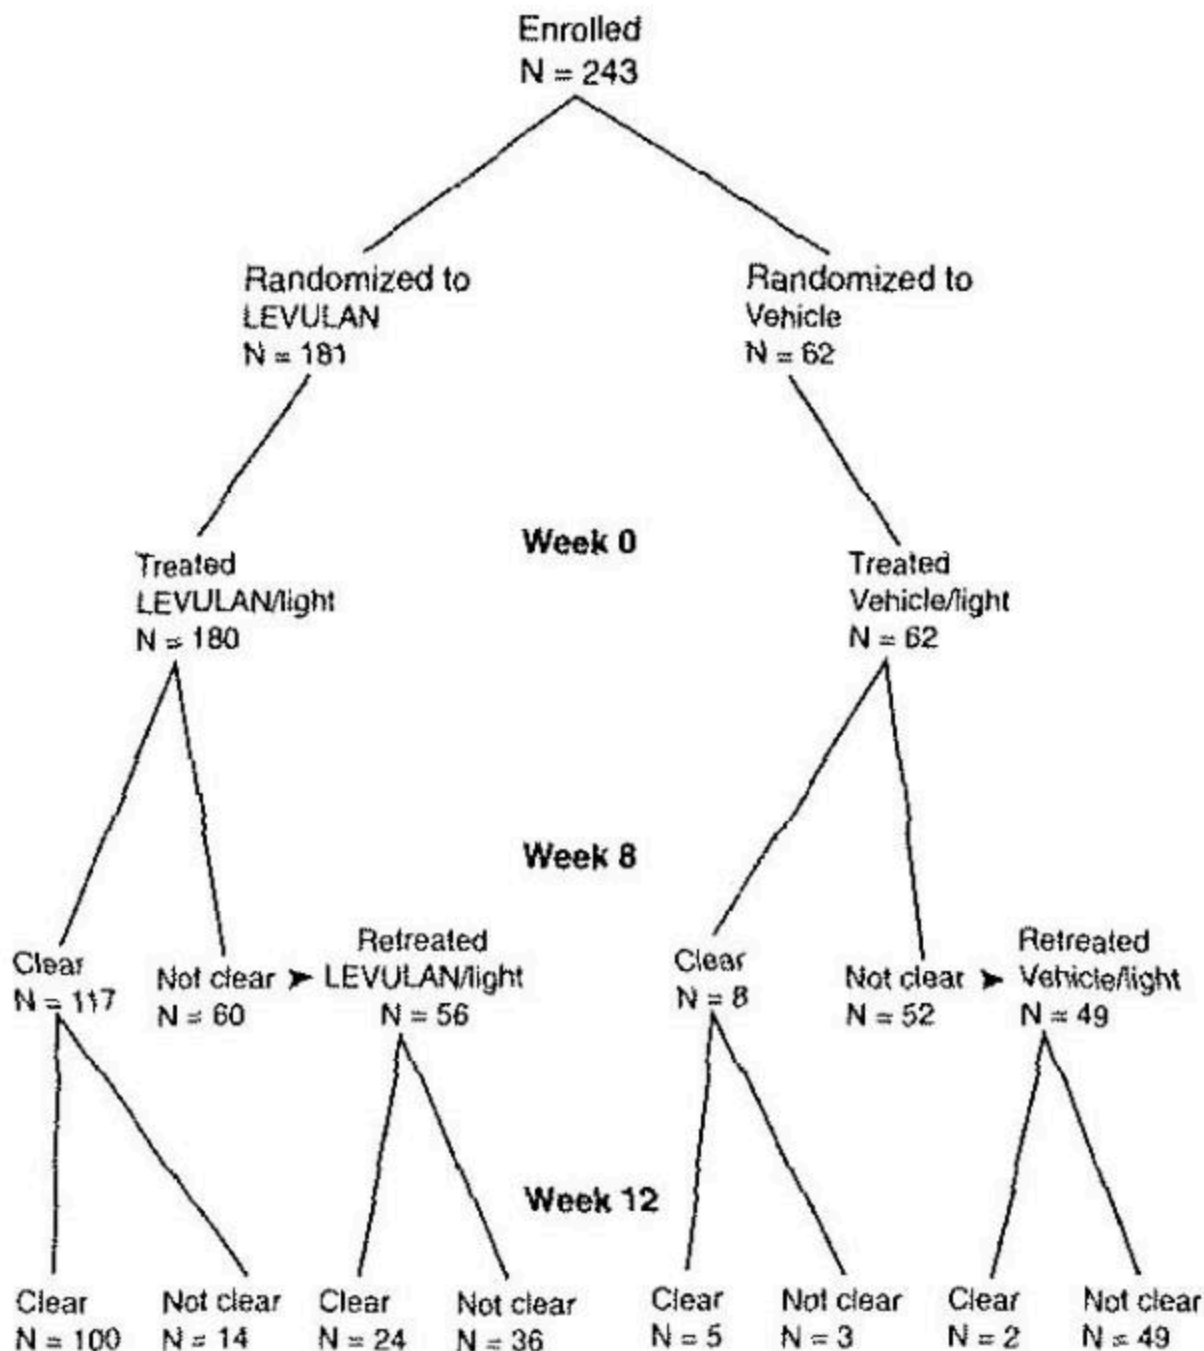 Enrolled
N = 243
Randomized to
LEVULAN
N = 181
Randomized to
Vehicle
N = 62
Week 0
Treated
LEVULAN/light
N = 180
Treated
Vehicle/light
N = 62
Week 8
Clear
N = 117
Not clear ➤
N = 60
Retreated
LEVULAN/light
N = 56
Clear
N = 8
Not clear ➤
N = 52
Retreated
Vehicle/light
N = 49
Week 12
Clear
N = 100
Not clear
N = 14
Clear
N = 24
Not clear
N = 36
Clear
N = 5
Not clear
N = 3
Clear
N = 2
Not clear
N = 49